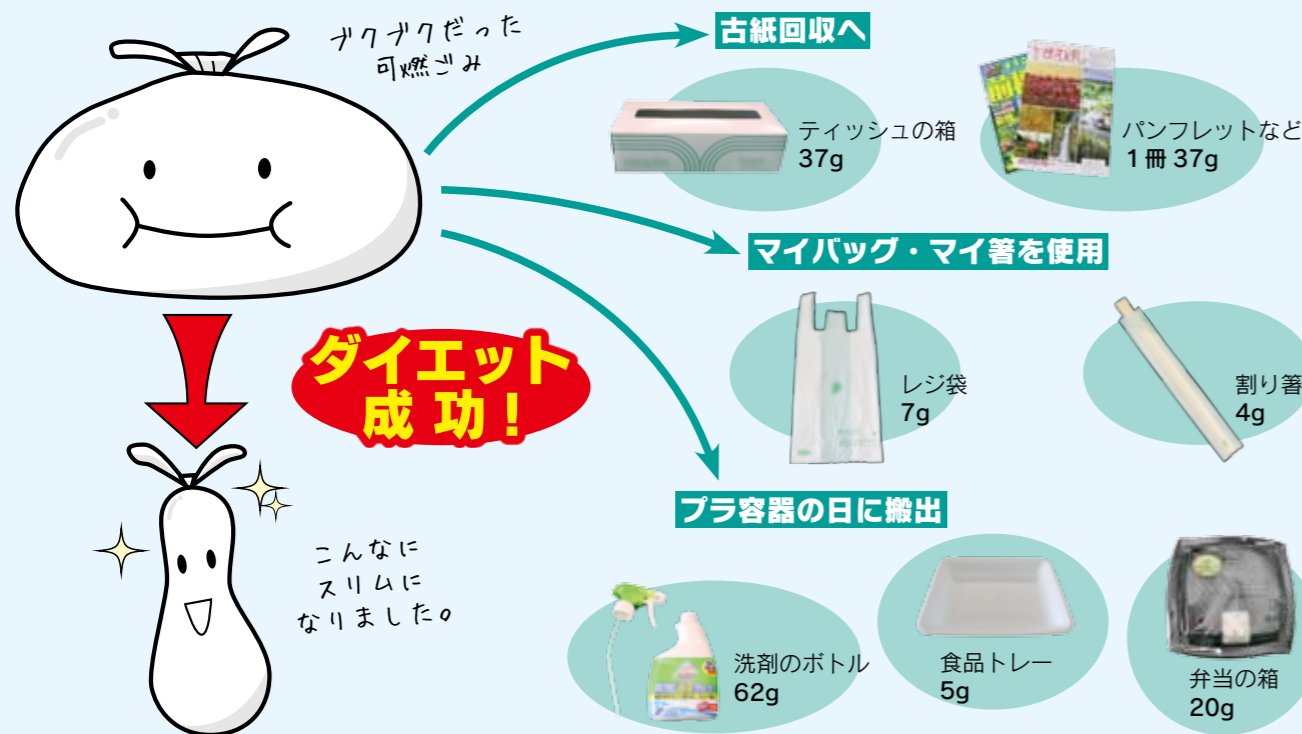 ブクブクだった
可燃ごみ
古紙回収へ
ティッシュの箱
37g
パンフレットなど
1冊 37g
マイバッグ・マイ箸を使用
レジ袋
7g
割り箸
4g
ダイエット
成功！
プラ容器の日に搬出
こんなに
スリムに
なりました。
洗剤のボトル
62g
食品トレー
5g
弁当の箱
20g